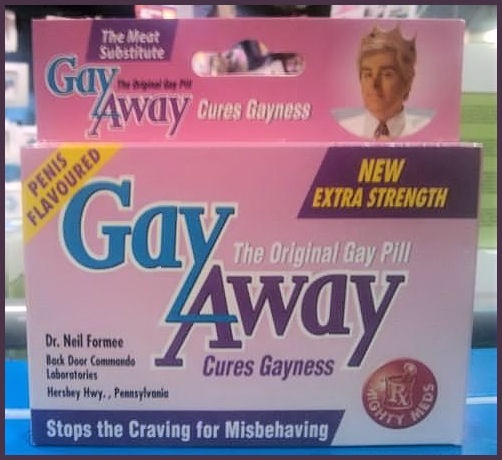 The Meat
Substitute
Gay
Away
The Original Gay Pill
Cures Gayness
PENIS
FLAVOURED
NEW
EXTRA STRENGTH
Gay
Away
The Original Gay Pill
Cures Gayness
Dr. Neil Formee
Back Door Commando
Laboratories
Hershey Hwy. , Pennsylvania
Rx
MIGHTY MEDS
Stops the Craving for Misbehaving